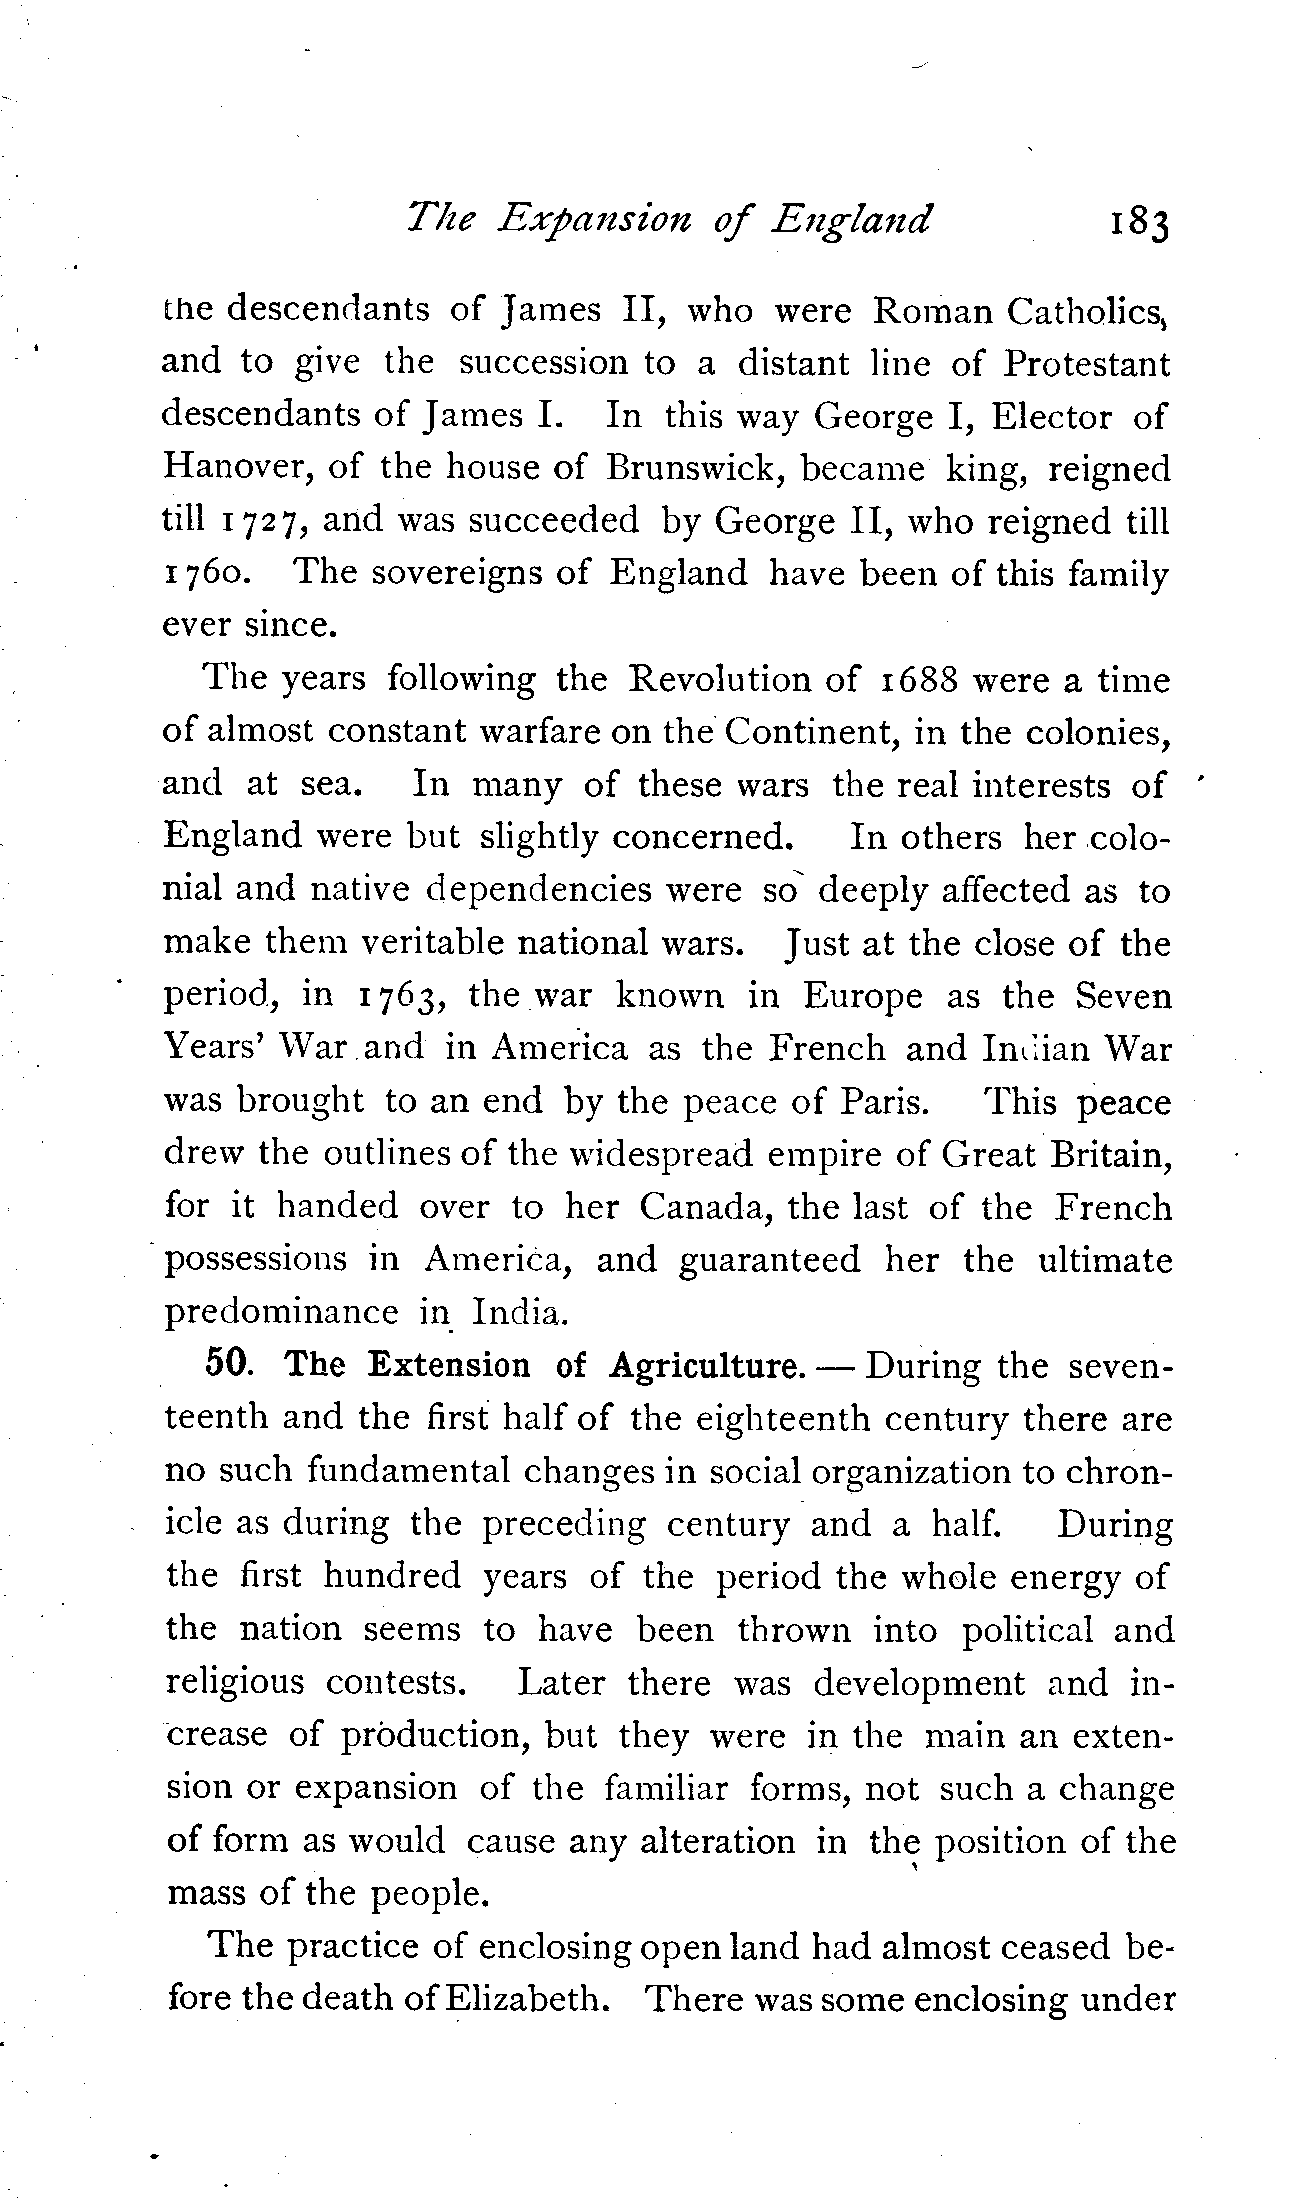 The Expansion of England 183
the descendants of James II, who were Roman Catholics,
and to give the succession to a distant line of Protestant
descendants of James I. In this way George I, Elector of
Hanover, of the house of Brunswick, became king, reigned
till 1727, and was succeeded by George II, who reigned till
1760. The sovereigns of England have been of this family
ever since.
The years following the Revolution of 1688 were a time
of almost constant warfare on the Continent, in the colonies,
and at sea. In many of these wars the real interests of
England were but slightly concerned. In others her colo-
nial and native dependencies were so deeply affected as to
make them veritable national wars. Just at the close of the
period, in 1763, the war known in Europe as the Seven
Years' War and in America as the French and Indian War
was brought to an end by the peace of Paris. This peace
drew the outlines of the widespread empire of Great Britain,
for it handed over to her Canada, the last of the French
possessions in America, and guaranteed her the ultimate
predominance in India.
50. The Extension of Agriculture. — During the seven-
teenth and the first half of the eighteenth century there are
no such fundamental changes in social organization to chron-
icle as during the preceding century and a half. During
the first hundred years of the period the whole energy of
the nation seems to have been thrown into political and
religious contests. Later there was development and in-
crease of production, but they were in the main an exten-
sion or expansion of the familiar forms, not such a change
of form as would cause any alteration in the position of the
mass of the people.
The practice of enclosing open land had almost ceased be-
fore the death of Elizabeth. There was some enclosing under